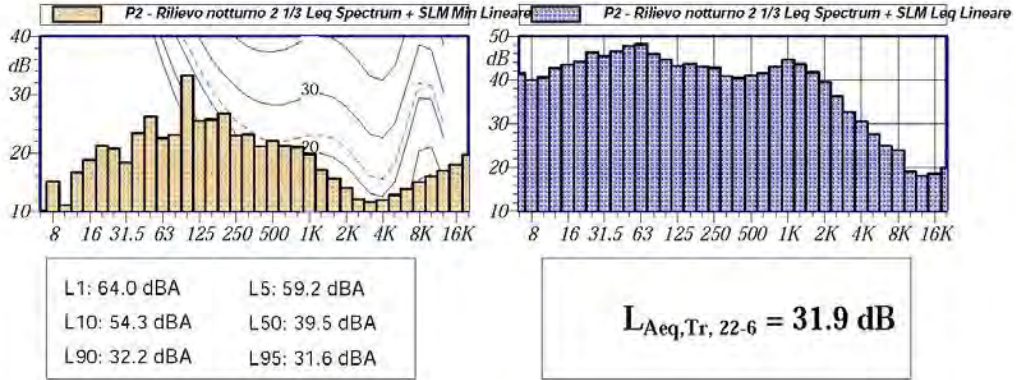 P2 - Rilievo notturno 2 1/3 Leq Spectrum + SLM Min Lineare
40
dB
30
20
10
30
20
8 16 31.5 63 125 250 500 1K 2K 4K 8K 16K
P2 - Rilievo notturno 2 1/3 Leq Spectrum + SLM Leq Lineare
50
dB
40
30
20
10
8 16 31.5 63 125 250 500 1K 2K 4K 8K 16K
L1: 64.0 dBA L5: 59.2 dBA
L10: 54.3 dBA L50: 39.5 dBA
L90: 32.2 dBA L95: 31.6 dBA
LAeq,Tr, 22-6 = 31.9 dB